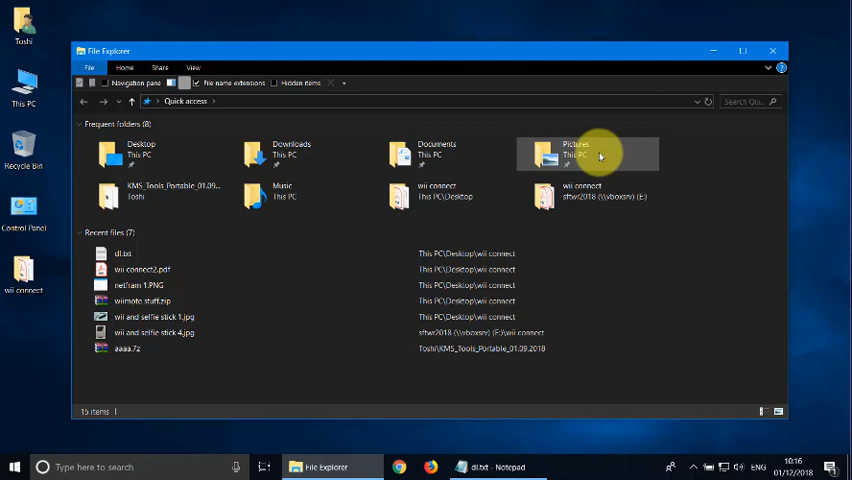 Toshi
This PC
Recycle Bin
Control Panel
wii connect
File Explorer
File Home Share View
Navigation pane File name extensions Hidden items
Quick access Search Qu...
Frequent folders (8)
Desktop
This PC
Downloads
This PC
Documents
This PC
Pictures
This PC
KMS_Tools_Portable_01.09...
Toshi
Music
This PC
wii connect
This PC\Desktop
wii connect
sftwr2018 (\\vboxsrv) (E:)
Recent files (7)
dl.txt This PC\Desktop\wii connect
wii connect2.pdf This PC\Desktop\wii connect
netfram 1.PNG This PC\Desktop\wii connect
wiimote stuff.zip This PC\Desktop\wii connect
wii and selfie stick 1.jpg This PC\Desktop\wii connect
wii and selfie stick 4.jpg sftwr2018 (\\vboxsrv) (E:)\wii connect
aaaa.7z Toshi\KMS_Tools_Portable_01.09.2018
15 items
Type here to search File Explorer dl.txt - Notepad ENG 10:16
01/12/2018